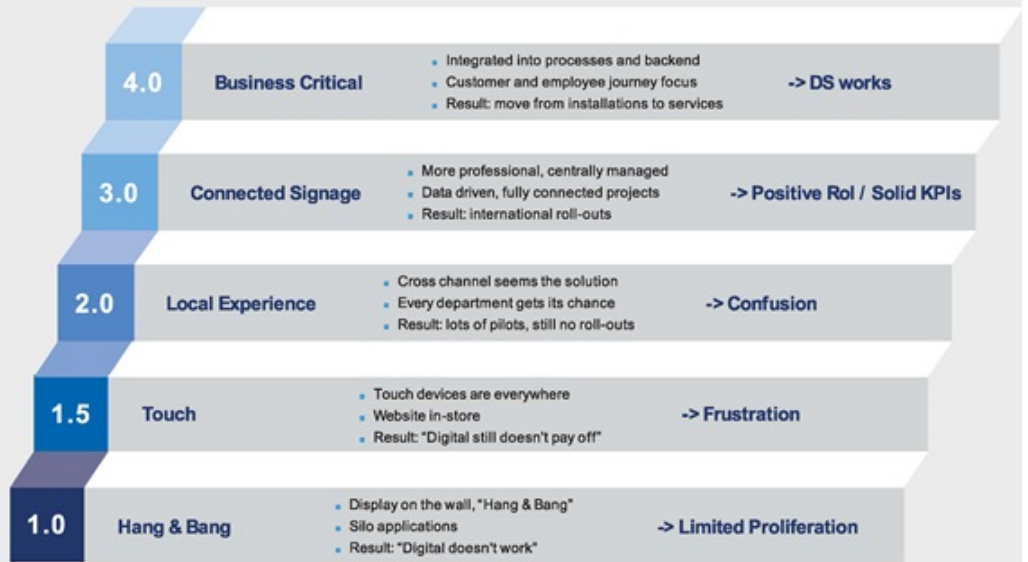 4.0
Business Critical
Integrated into processes and backend
Customer and employee journey focus
Result: move from installations to services
-> DS works
3.0
Connected Signage
More professional, centrally managed
Data driven, fully connected projects
Result: international roll-outs
-> Positive RoI / Solid KPIs
2.0
Local Experience
Cross channel seems the solution
Every department gets its chance
Result: lots of pilots, still no roll-outs
-> Confusion
1.5
Touch
Touch devices are everywhere
Website in-store
Result: "Digital still doesn't pay off"
-> Frustration
1.0
Hang & Bang
Display on the wall, "Hang & Bang"
Silo applications
Result: "Digital doesn't work"
-> Limited Proliferation